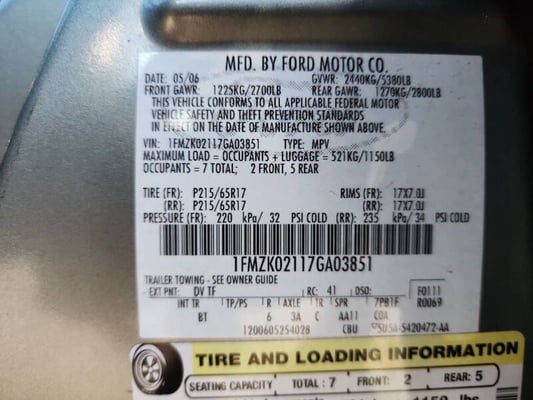 MFD. BY FORD MOTOR CO.
DATE: 05/06 GVWR: 2440KG/5380LB
FRONT GAWR: 1225KG/2700LB REAR GAWR: 1270KG/2800LB
THIS VEHICLE CONFORMS TO ALL APPLICABLE FEDERAL MOTOR
VEHICLE SAFETY AND THEFT PREVENTION STANDARDS
IN EFFECT ON THE DATE OF MANUFACTURE SHOWN ABOVE.
VIN: 1FMZK02117GA03851 TYPE: MPV
MAXIMUM LOAD = OCCUPANTS + LUGGAGE = 521KG/1150LB
OCCUPANTS = 7 TOTAL; 2 FRONT, 5 REAR
TIRE (FR): P215/65R17 RIMS (FR): 17X7.0J
(RR): P215/65R17 (RR): 17X7.0J
PRESSURE (FR): 220 kPa/ 32 PSI COLD (RR): 235 kPa/ 34 PSI COLD
1FMZK02117GA03851
TRAILER TOWING - SEE OWNER GUIDE
EXT PNT: DV TF RC: 41 DSO: F0111
INT TR TP/PS R AXLE TR SPR 7PB1F R0069
BT 6 3A C AA11 COA
1200605254028 CBU 5U5A-5420472-AA
TIRE AND LOADING INFORMATION
SEATING CAPACITY TOTAL : 7 FRONT: 2 REAR: 5